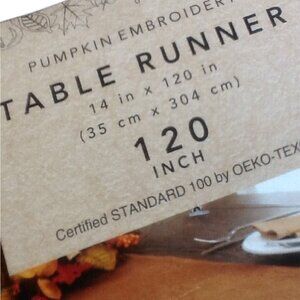 PUMPKIN EMBROIDERY
TABLE RUNNER
14 in x 120 in
(35 cm x 304 cm)
120
INCH
Certified STANDARD 100 by OEKO-TEX